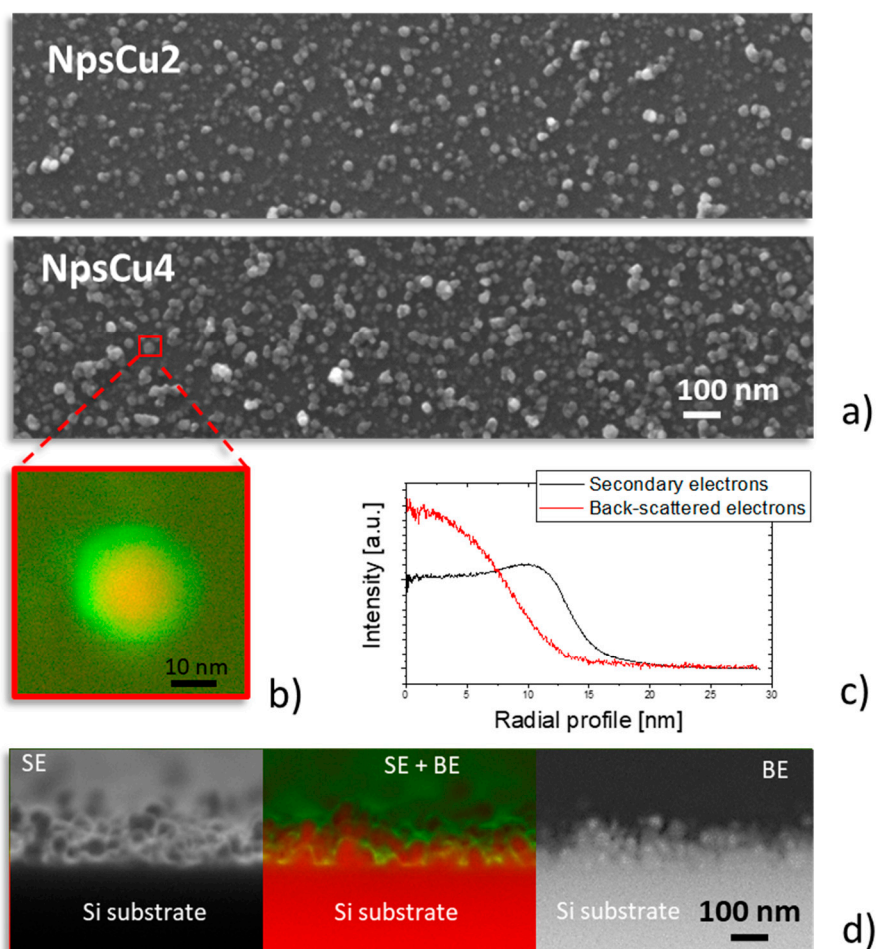 NpsCu2
NpsCu4
100 nm
a)
10 nm
b)
Secondary electrons
Back-scattered electrons
Intensity [a.u.]
0 5 10 15 20 25 30
Radial profile [nm]
c)
SE
SE + BE
BE
Si substrate
Si substrate
Si substrate
100 nm
d)